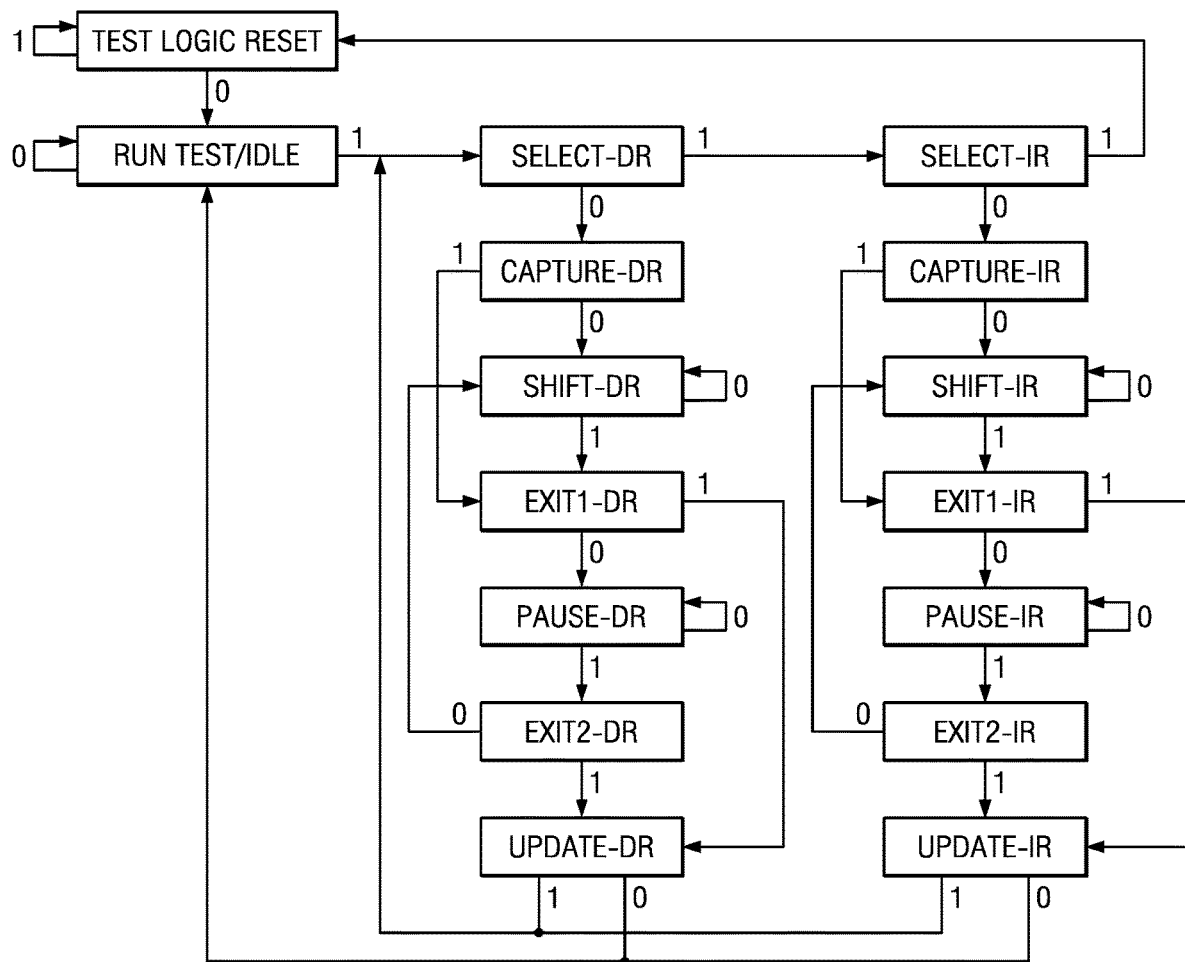 1 TEST LOGIC RESET
0
0 RUN TEST/IDLE 1 SELECT-DR 1 SELECT-IR 1
0 0
1 CAPTURE-DR 1 CAPTURE-IR
0 0
SHIFT-DR 0 SHIFT-IR 0
1 1
EXIT1-DR 1 EXIT1-IR 1
0 0
PAUSE-DR 0 PAUSE-IR 0
1 1
0 EXIT2-DR 0 EXIT2-IR
1 1
UPDATE-DR UPDATE-IR
1 0 1 0